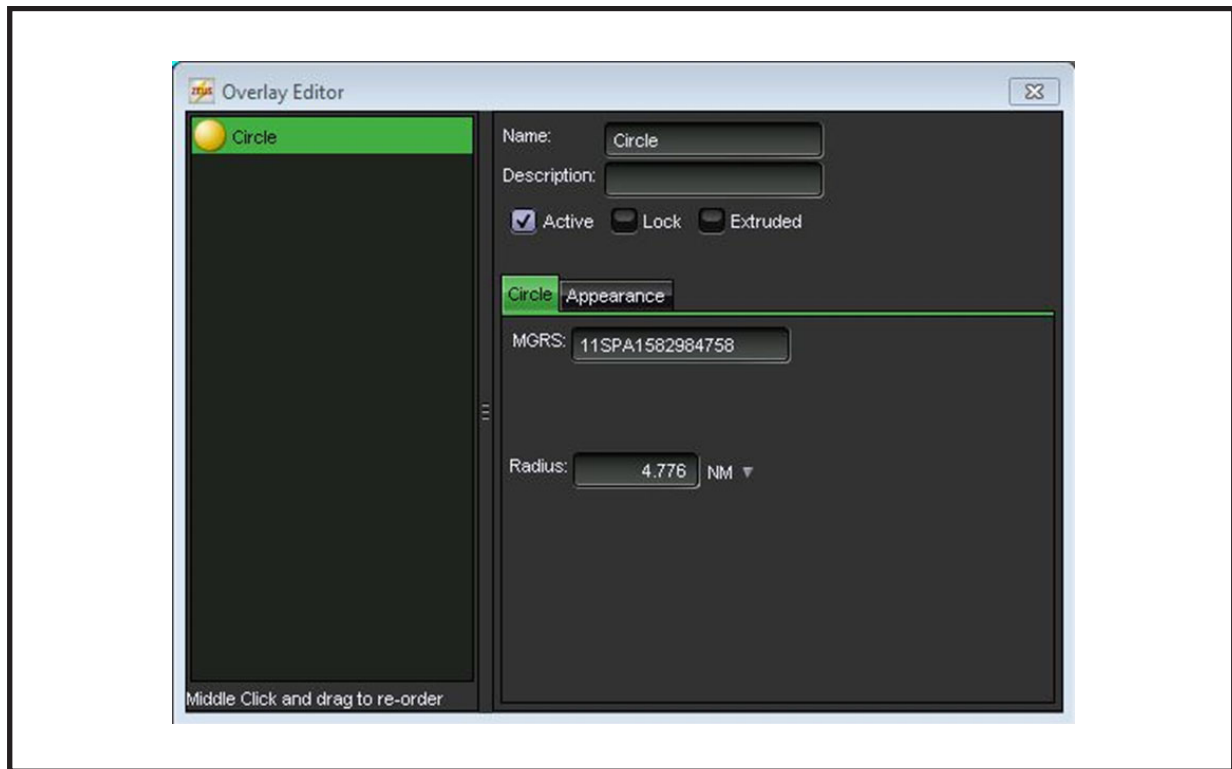 ZEUS Overlay Editor
Circle
Name: Circle
Description:
Active Lock Extruded
Circle Appearance
MGRS: 11SPA1582984758
Radius: 4.776 NM
Middle Click and drag to re-order